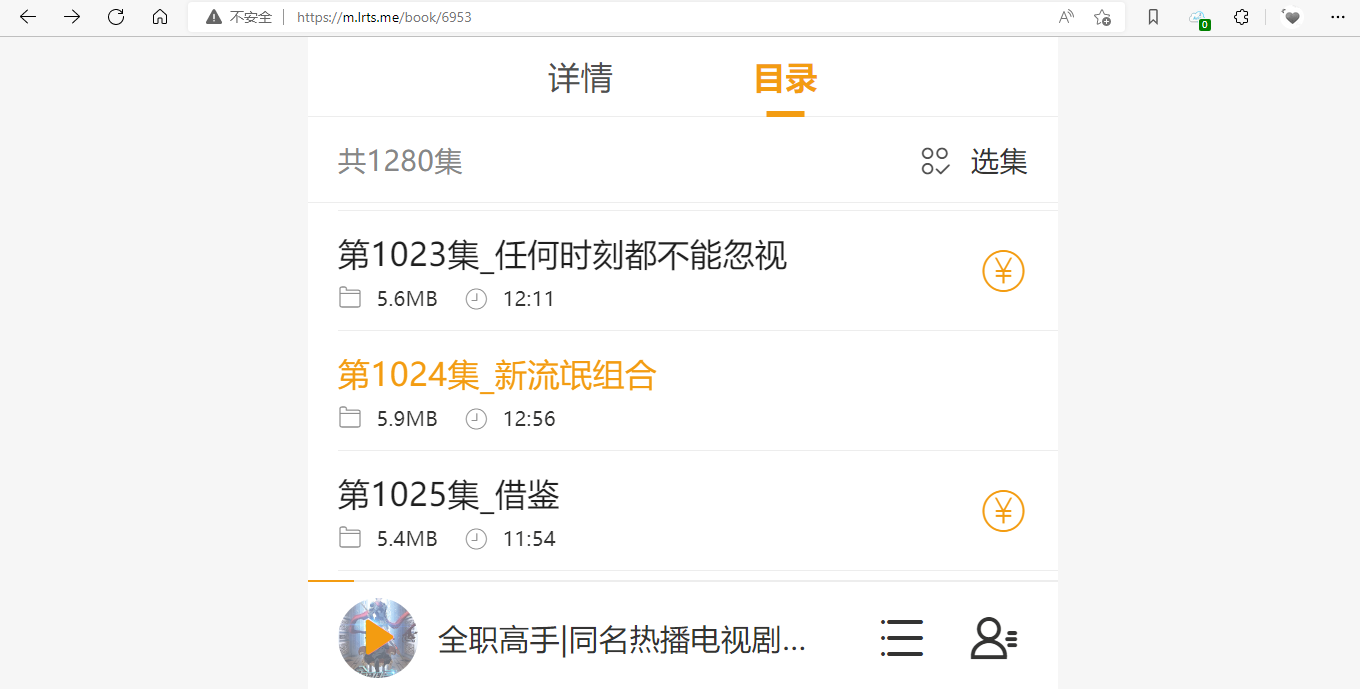 不安全 https://m.lrts.me/book/6953 0
详情 目录
共1280集 选集
第1023集_任何时刻都不能忽视
5.6MB 12:11
第1024集_新流氓组合
5.9MB 12:56
第1025集_借鉴
5.4MB 11:54
全职高手|同名热播电视剧...